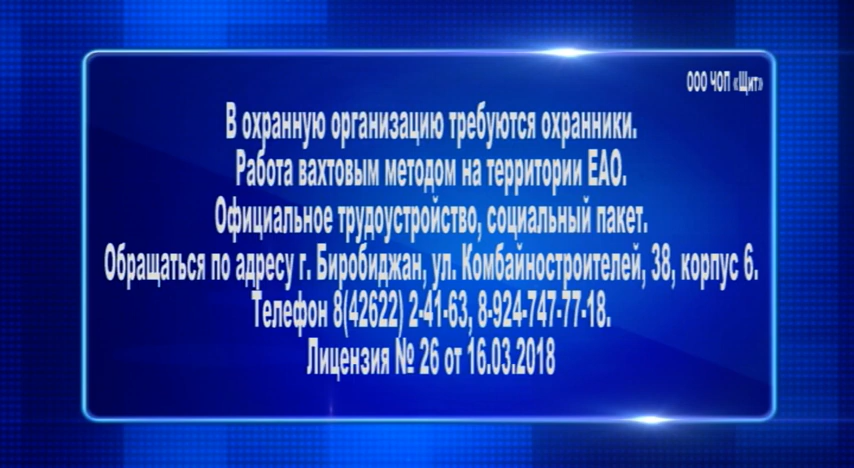 ООО ЧОП «Щит»
В охранную организацию требуются охранники.
Работа вахтовым методом на территории ЕАО.
Официальное трудоустройство, социальный пакет.
Обращаться по адресу г. Биробиджан, ул. Комбайностроителей, 38, корпус 6.
Телефон 8(42622) 2-41-63, 8-924-747-77-18.
Лицензия № 26 от 16.03.2018